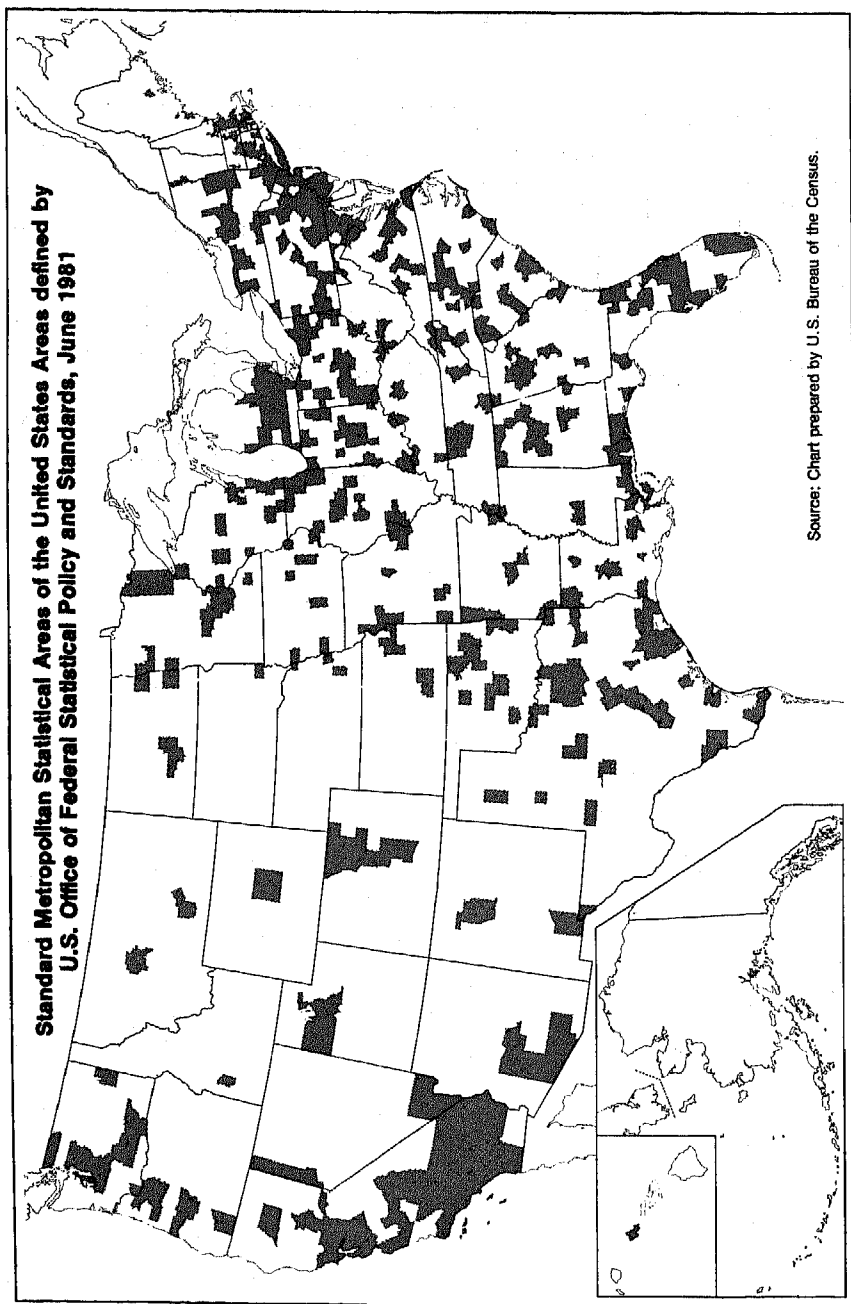 Standard Metropolitan Statistical Areas of the United States Areas defined by
U.S. Office of Federal Statistical Policy and Standards, June 1981
Source: Chart prepared by U.S. Bureau of the Census.